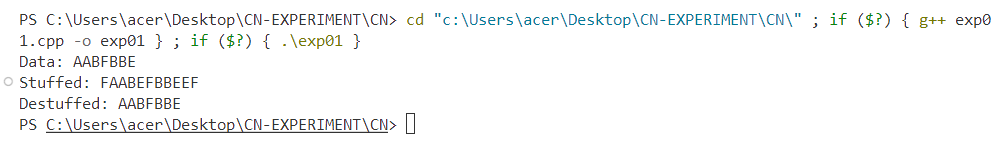 PS C:\Users\acer\Desktop\CN-EXPERIMENT\CN> cd "c:\Users\acer\Desktop\CN-EXPERIMENT\CN\" ; if ($?) { g++ exp0
1.cpp -o exp01 } ; if ($?) { .\exp01 }
Data: AABFBBE
Stuffed: FAABEFBBEEF
Destuffed: AABFBBE
PS C:\Users\acer\Desktop\CN-EXPERIMENT\CN>